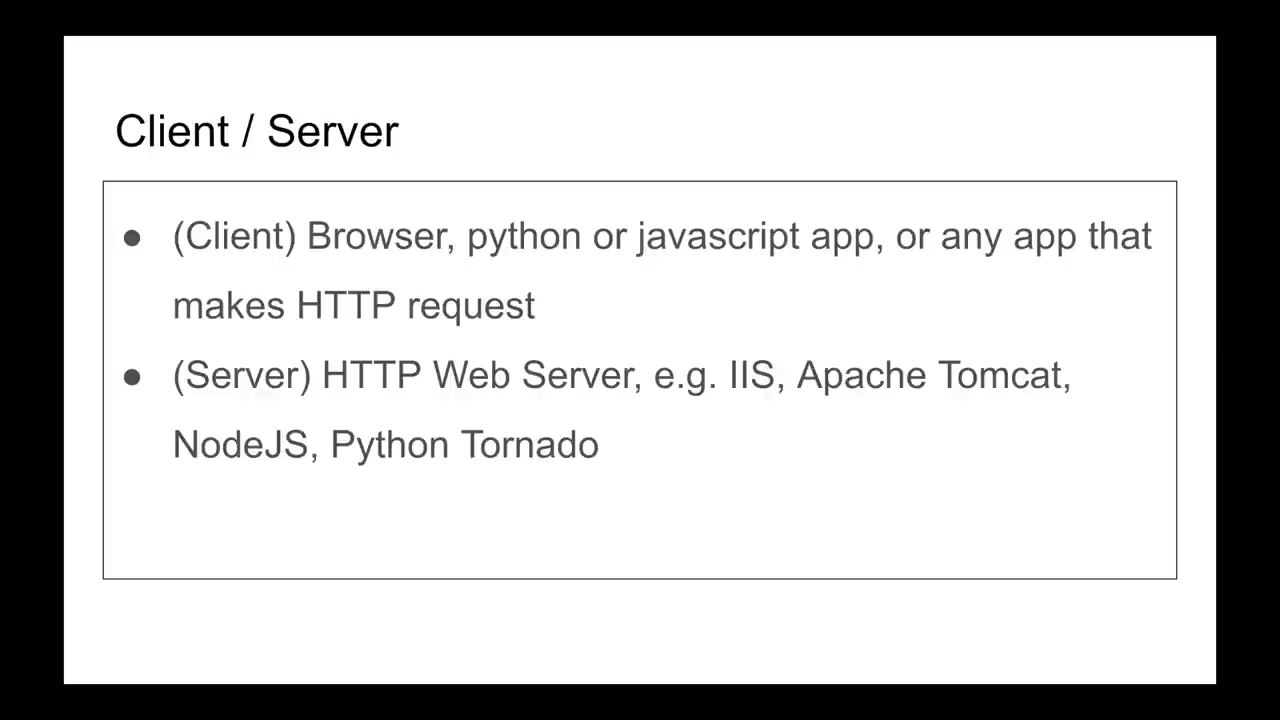 Client / Server
● (Client) Browser, python or javascript app, or any app that
makes HTTP request
● (Server) HTTP Web Server, e.g. IIS, Apache Tomcat,
NodeJS, Python Tornado